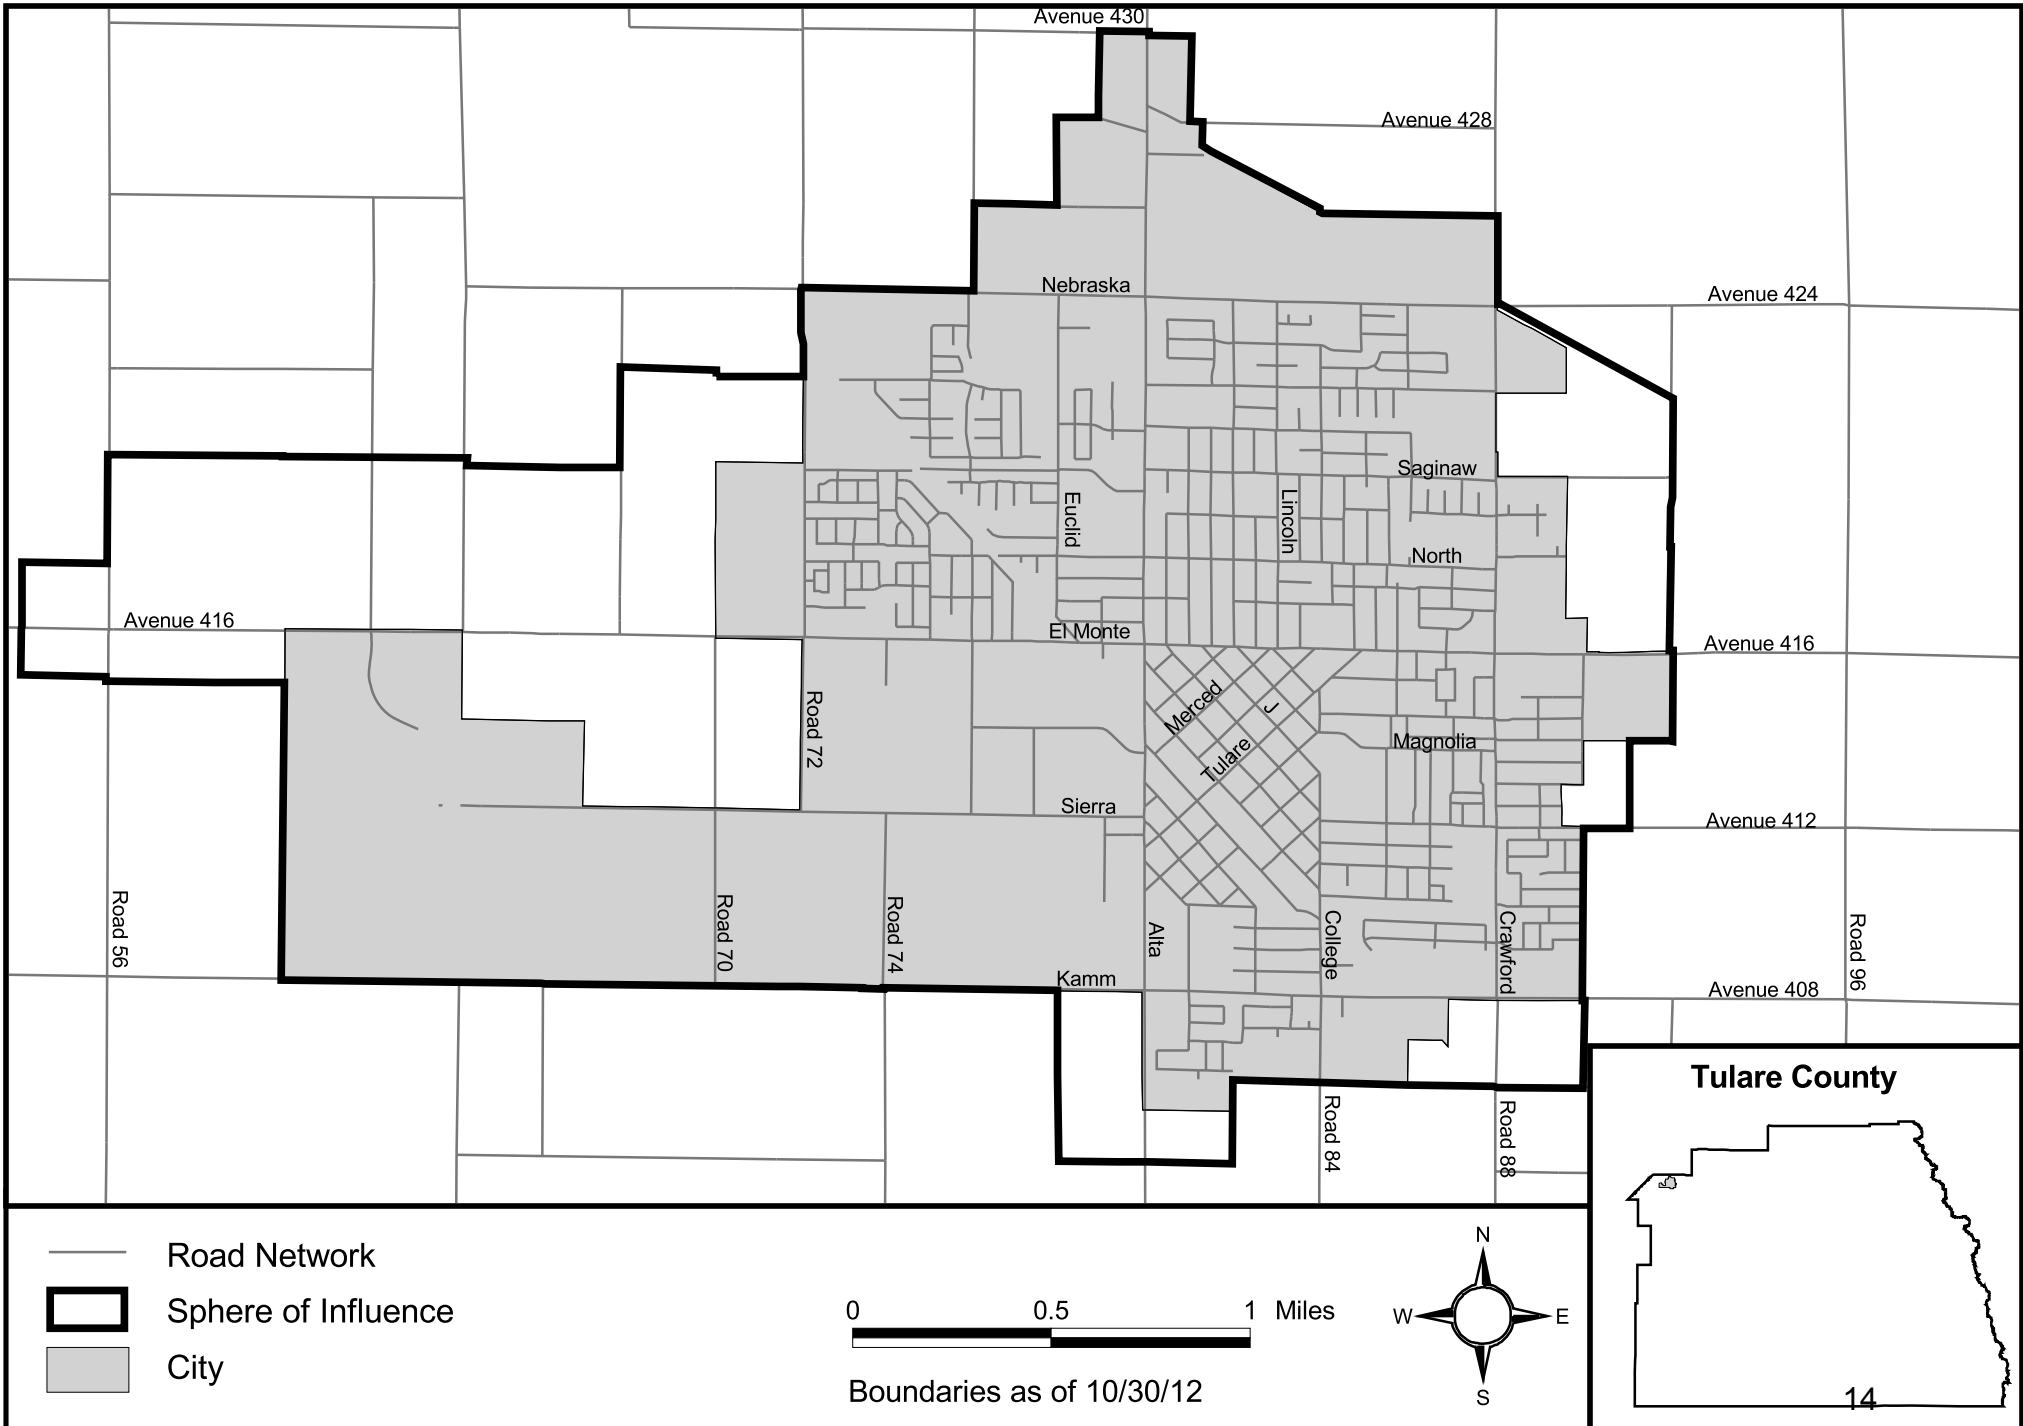 Avenue 430
Avenue 428
Nebraska
Avenue 424
Saginaw
Euclid
Lincoln
North
Avenue 416
El Monte
Avenue 416
Merced
J
Road 72
Tulare
Magnolia
Sierra
Avenue 412
Road 56
Road 70
Road 74
Alta
College
Crawford
Road 96
Kamm
Avenue 408
Road 84
Road 88
Tulare County
Road Network
Sphere of Influence
City
0 0.5 1 Miles
Boundaries as of 10/30/12
N
W E
S
14